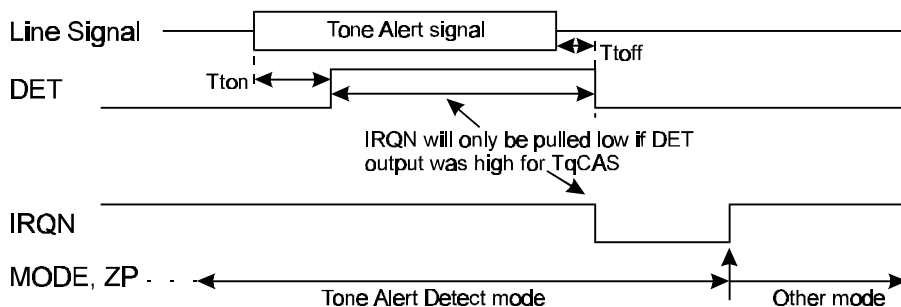 Line Signal
Tone Alert signal
Ttoff
Tton
DET
IRQN will only be pulled low if DET
output was high for TqCAS
IRQN
MODE, ZP
Tone Alert Detect mode
Other mode